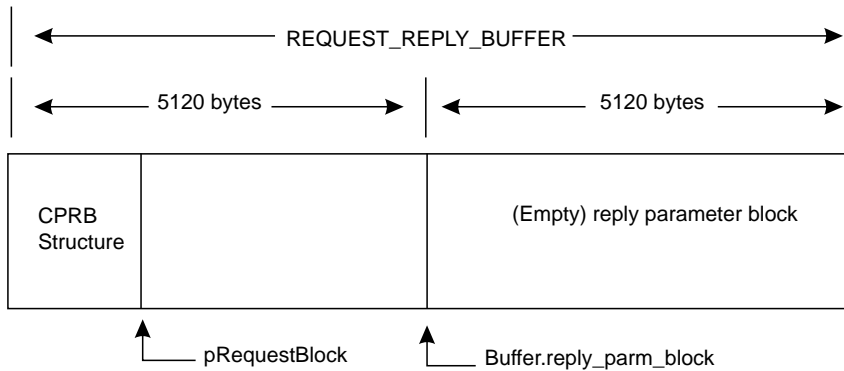 REQUEST_REPLY_BUFFER
5120 bytes
5120 bytes
CPRB
Structure
(Empty) reply parameter block
pRequestBlock
Buffer.reply_parm_block